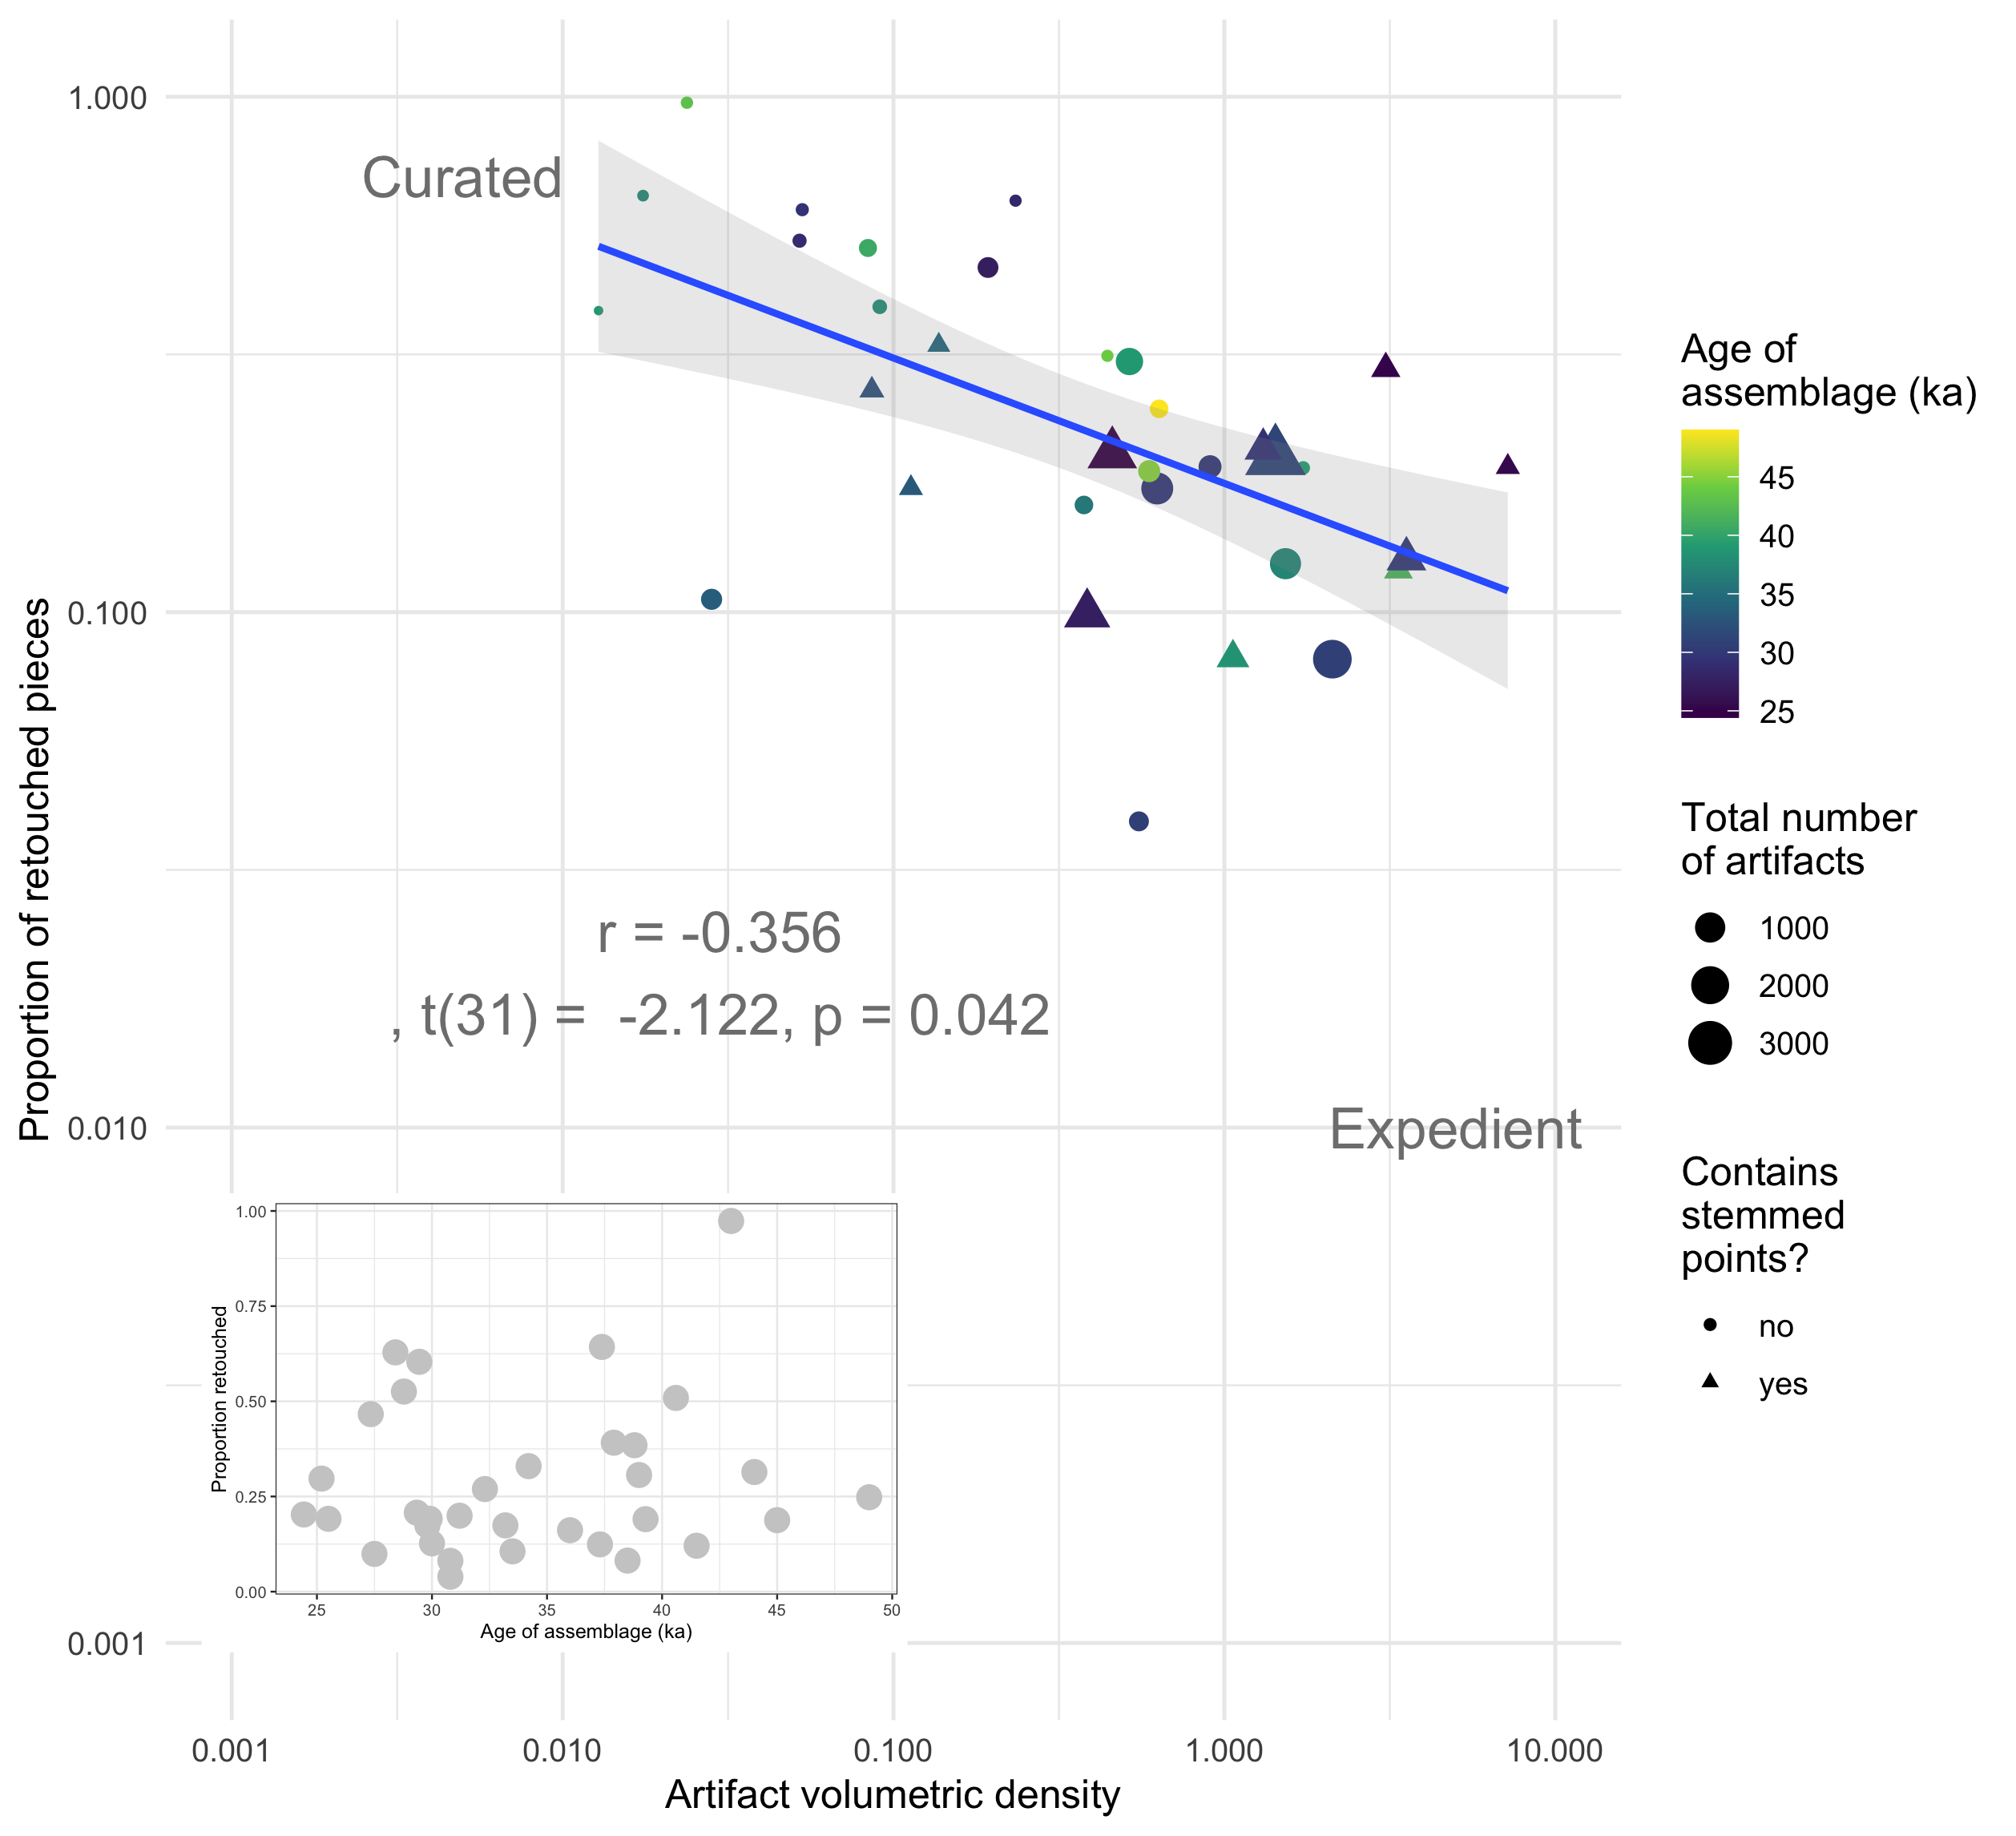 1.000
0.100
0.010
0.001
Proportion of retouched pieces
Curated
r = -0.356
, t(31) =  -2.122, p = 0.042
Expedient
1.00
0.75
0.50
0.25
0.00
Proportion retouched
25 30 35 40 45 50
Age of assemblage (ka)
0.001 0.010 0.100 1.000 10.000
Artifact volumetric density
Age of
assemblage (ka)
45
40
35
30
25
Total number
of artifacts
1000
2000
3000
Contains
stemmed
points?
no
yes